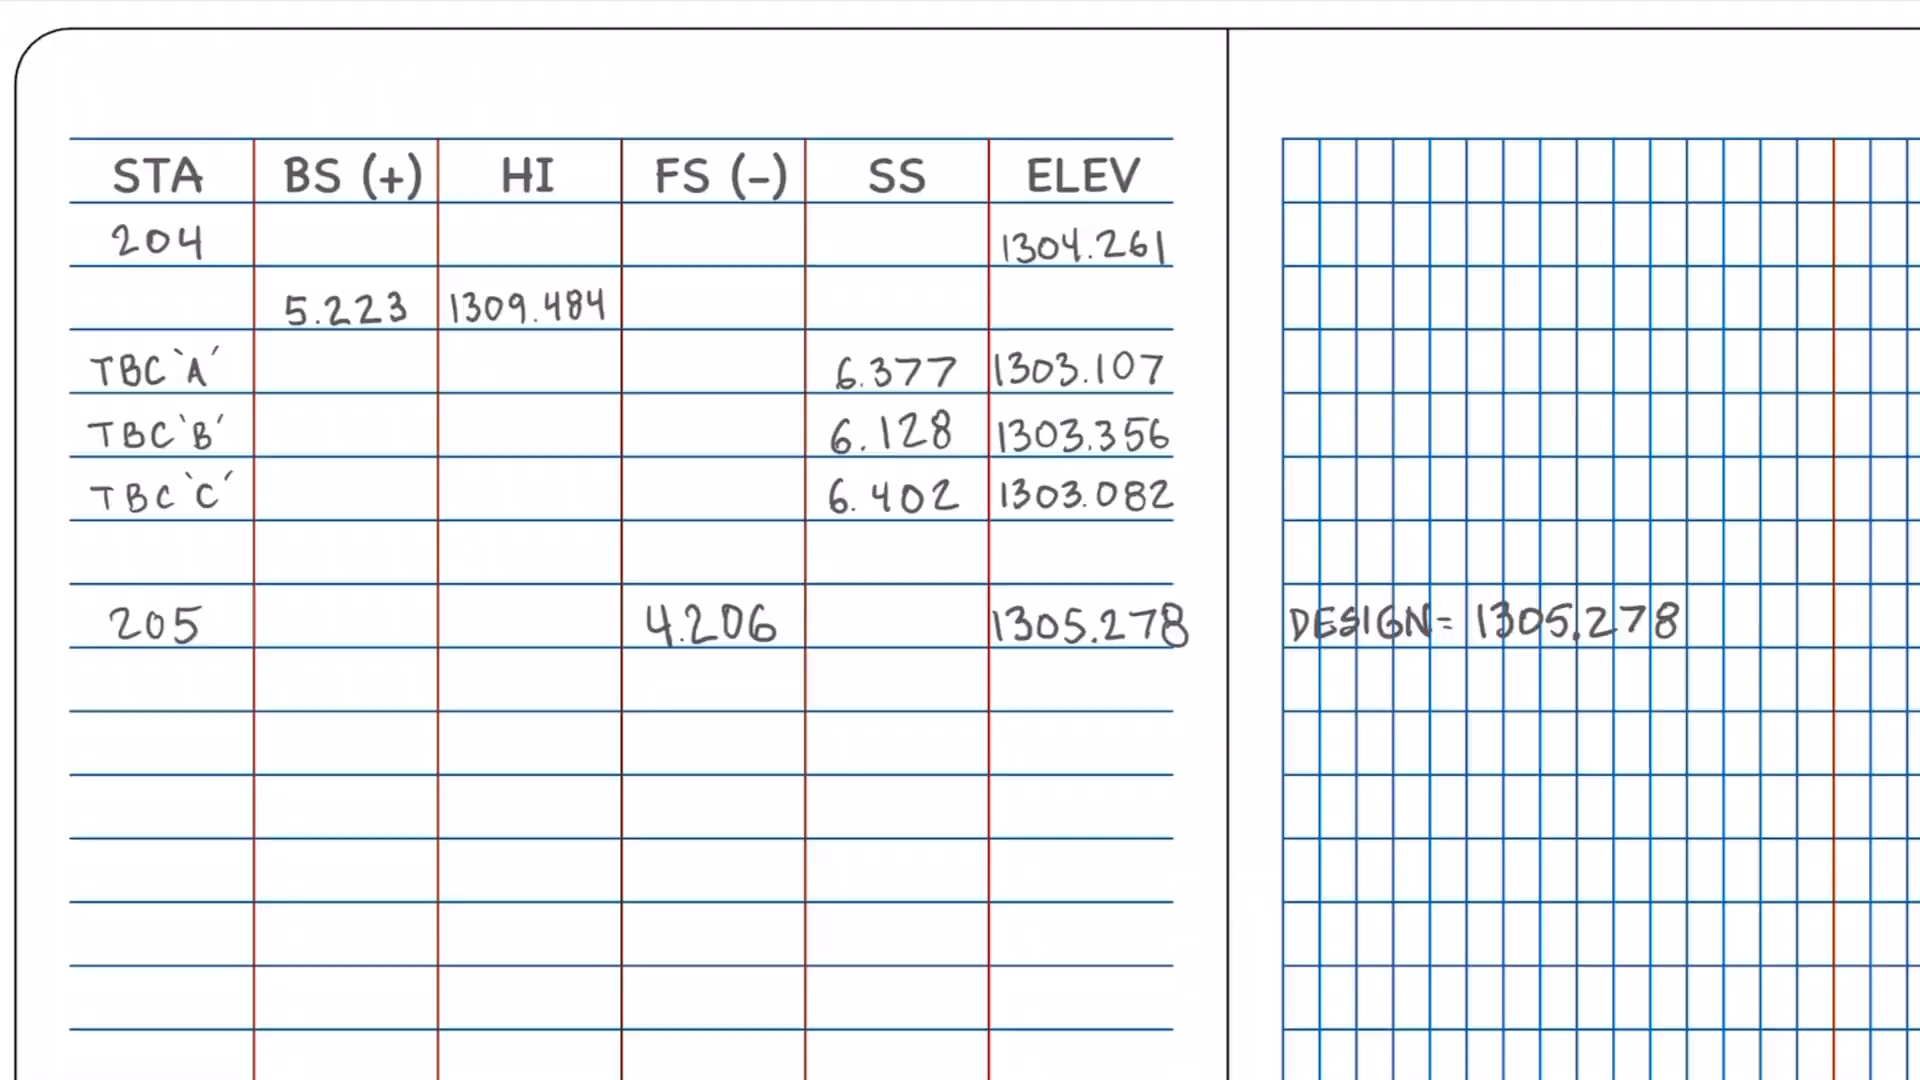 STA BS (+) HI FS (-) SS ELEV
204 1304.261
5.223 1309.484
TBC 'A' 6.377 1303.107
TBC 'B' 6.128 1303.356
TBC 'C' 6.402 1303.082
205 4.206 1305.278 DESIGN= 1305.278